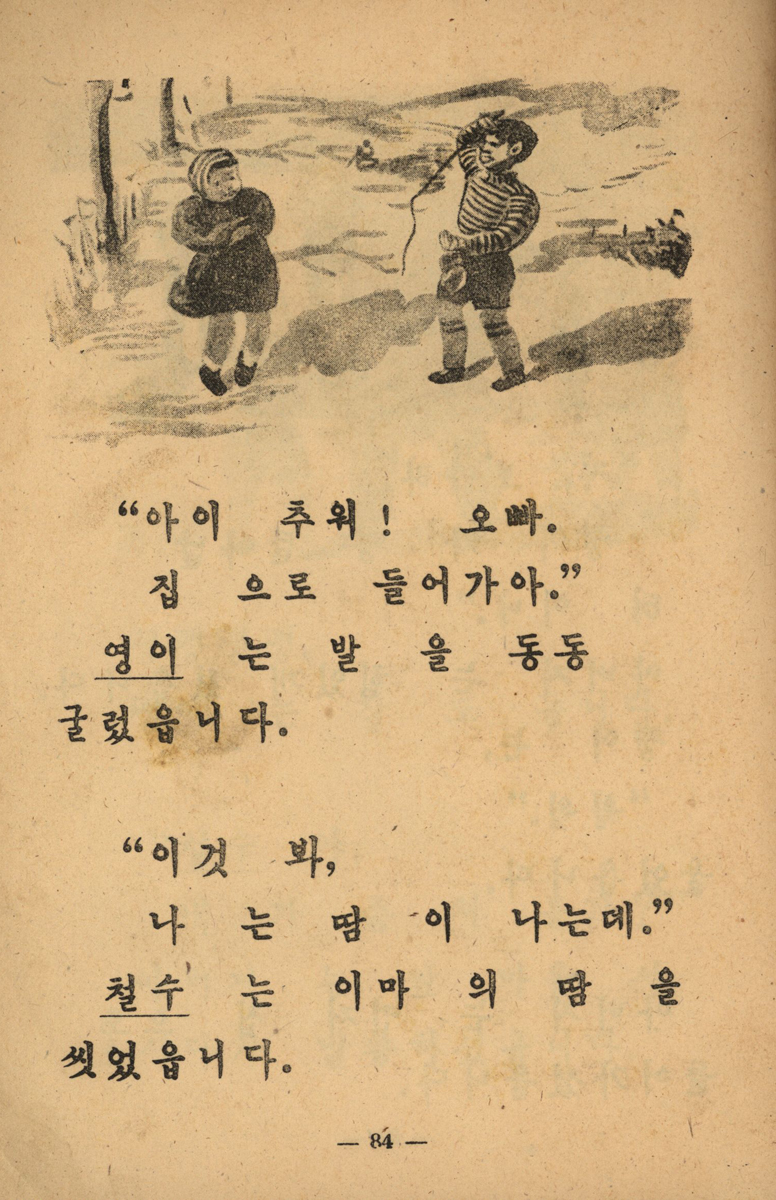 “아이 추워! 오빠.
집 으로 들어가아.”
영이 는 발 을 동동
굴렀읍니다.
“이것 봐,
나 는 땀 이 나는데.”
철수 는 이마 의 땀 을
씻었읍니다.
— 84 —